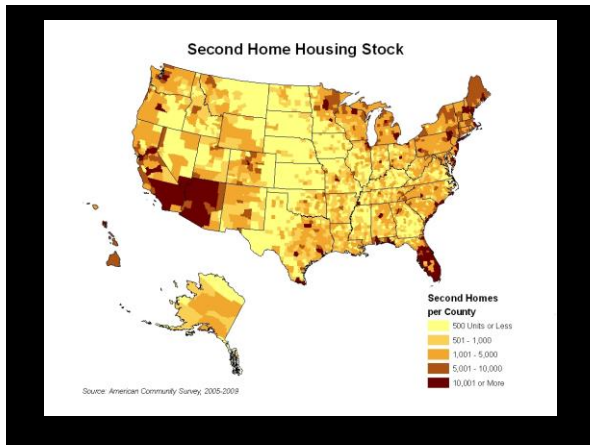 Second Home Housing Stock
Second Homes
per County
500 Units or Less
501 - 1,000
1,001 - 5,000
5,001 - 10,000
10,001 or More
Source: American Community Survey, 2005-2009